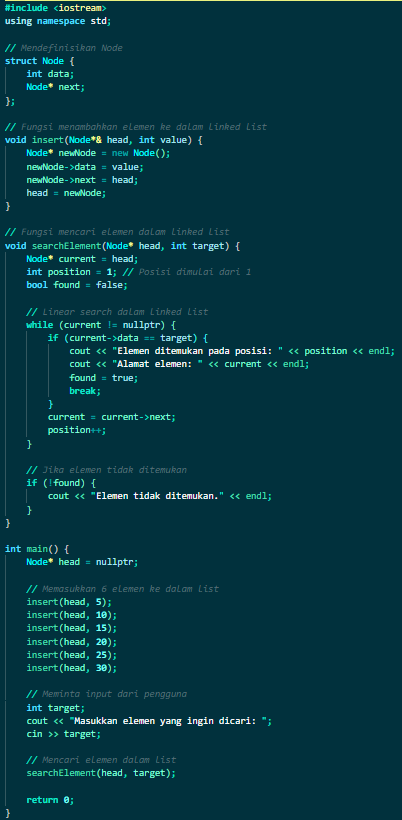 #include <iostream>
using namespace std;
// Mendefinisikan Node
struct Node {
int data;
Node* next;
};
// Fungsi menambahkan elemen ke dalam linked list
void insert(Node*& head, int value) {
Node* newNode = new Node();
newNode->data = value;
newNode->next = head;
head = newNode;
}
// Fungsi mencari elemen dalam linked list
void searchElement(Node* head, int target) {
Node* current = head;
int position = 1; // Posisi dimulai dari 1
bool found = false;
// Linear search dalam linked list
while (current != nullptr) {
if (current->data == target) {
cout << "Elemen ditemukan pada posisi: " << position << endl;
cout << "Alamat elemen: " << current << endl;
found = true;
break;
}
current = current->next;
position++;
}
// Jika elemen tidak ditemukan
if (!found) {
cout << "Elemen tidak ditemukan." << endl;
}
}
int main() {
Node* head = nullptr;
// Memasukkan 6 elemen ke dalam list
insert(head, 5);
insert(head, 10);
insert(head, 15);
insert(head, 20);
insert(head, 25);
insert(head, 30);
// Meminta input dari pengguna
int target;
cout << "Masukkan elemen yang ingin dicari: ";
cin >> target;
// Mencari elemen dalam list
searchElement(head, target);
return 0;
}